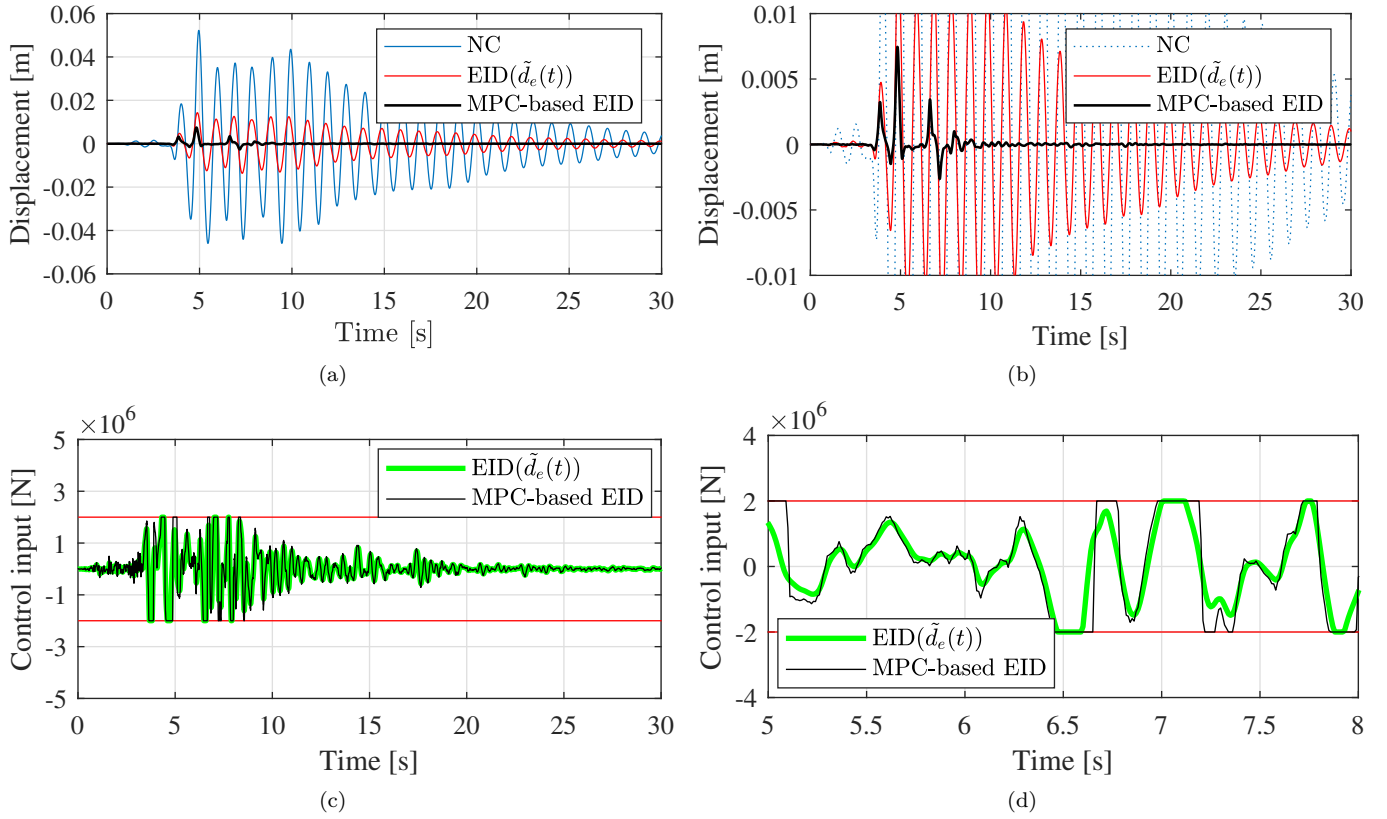 0.06
0.04
0.02
0
-0.02
-0.04
-0.06
Displacement [m]
0 5 10 15 20 25 30
Time [s]
NC
EID(d̃ₑ(t))
MPC-based EID
(a)
0.01
0.005
0
-0.005
-0.01
Displacement [m]
0 5 10 15 20 25 30
Time [s]
NC
EID(d̃ₑ(t))
MPC-based EID
(b)
×10⁶
5
3
1
-1
-3
-5
Control input [N]
0 5 10 15 20 25 30
Time [s]
EID(d̃ₑ(t))
MPC-based EID
(c)
×10⁶
4
2
0
-2
-4
Control input [N]
5 5.5 6 6.5 7 7.5 8
Time [s]
EID(d̃ₑ(t))
MPC-based EID
(d)